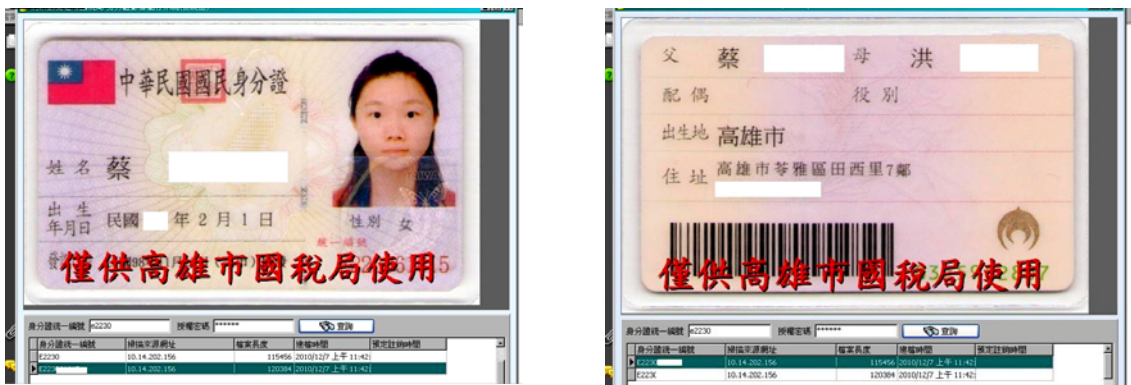 中華民國國民身分證
姓名 蔡
出生年月日 民國 年2月1日
性別 女
統一編號
僅供高雄市國稅局使用
身分證統一編號 e2230 授權密碼 ****** 查詢
身分證統一編號 掃描來源網址 檔案長度 建檔時間 預定註銷時間
E2230 10.14.202.156 115456 2010/12/7 上午 11:42:
E223 10.14.202.156 120384 2010/12/7 上午 11:42:
父 蔡 母 洪
配偶 役別
出生地 高雄市
住址 高雄市苓雅區田西里7鄰
僅供高雄市國稅局使用
身分證統一編號 e2230 授權密碼 ****** 查詢
身分證統一編號 掃描來源網址 檔案長度 建檔時間 預定註銷時間
E223 10.14.202.156 115456 2010/12/7 上午 11:42:
E223 10.14.202.156 120384 2010/12/7 上午 11:42: